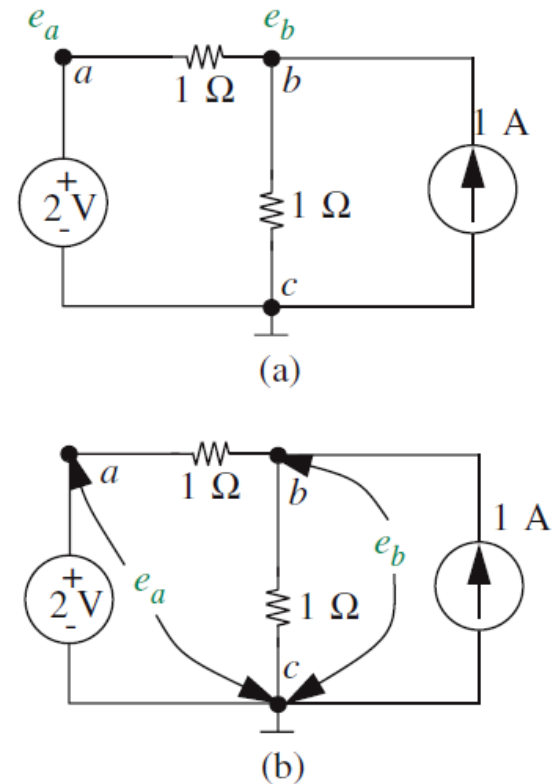 e_a e_b
a 1 Ω b 1 A
+
2 V
-
1 Ω
c
(a)
a 1 Ω b 1 A
+
2 V
-
e_a e_b
1 Ω
c
(b)